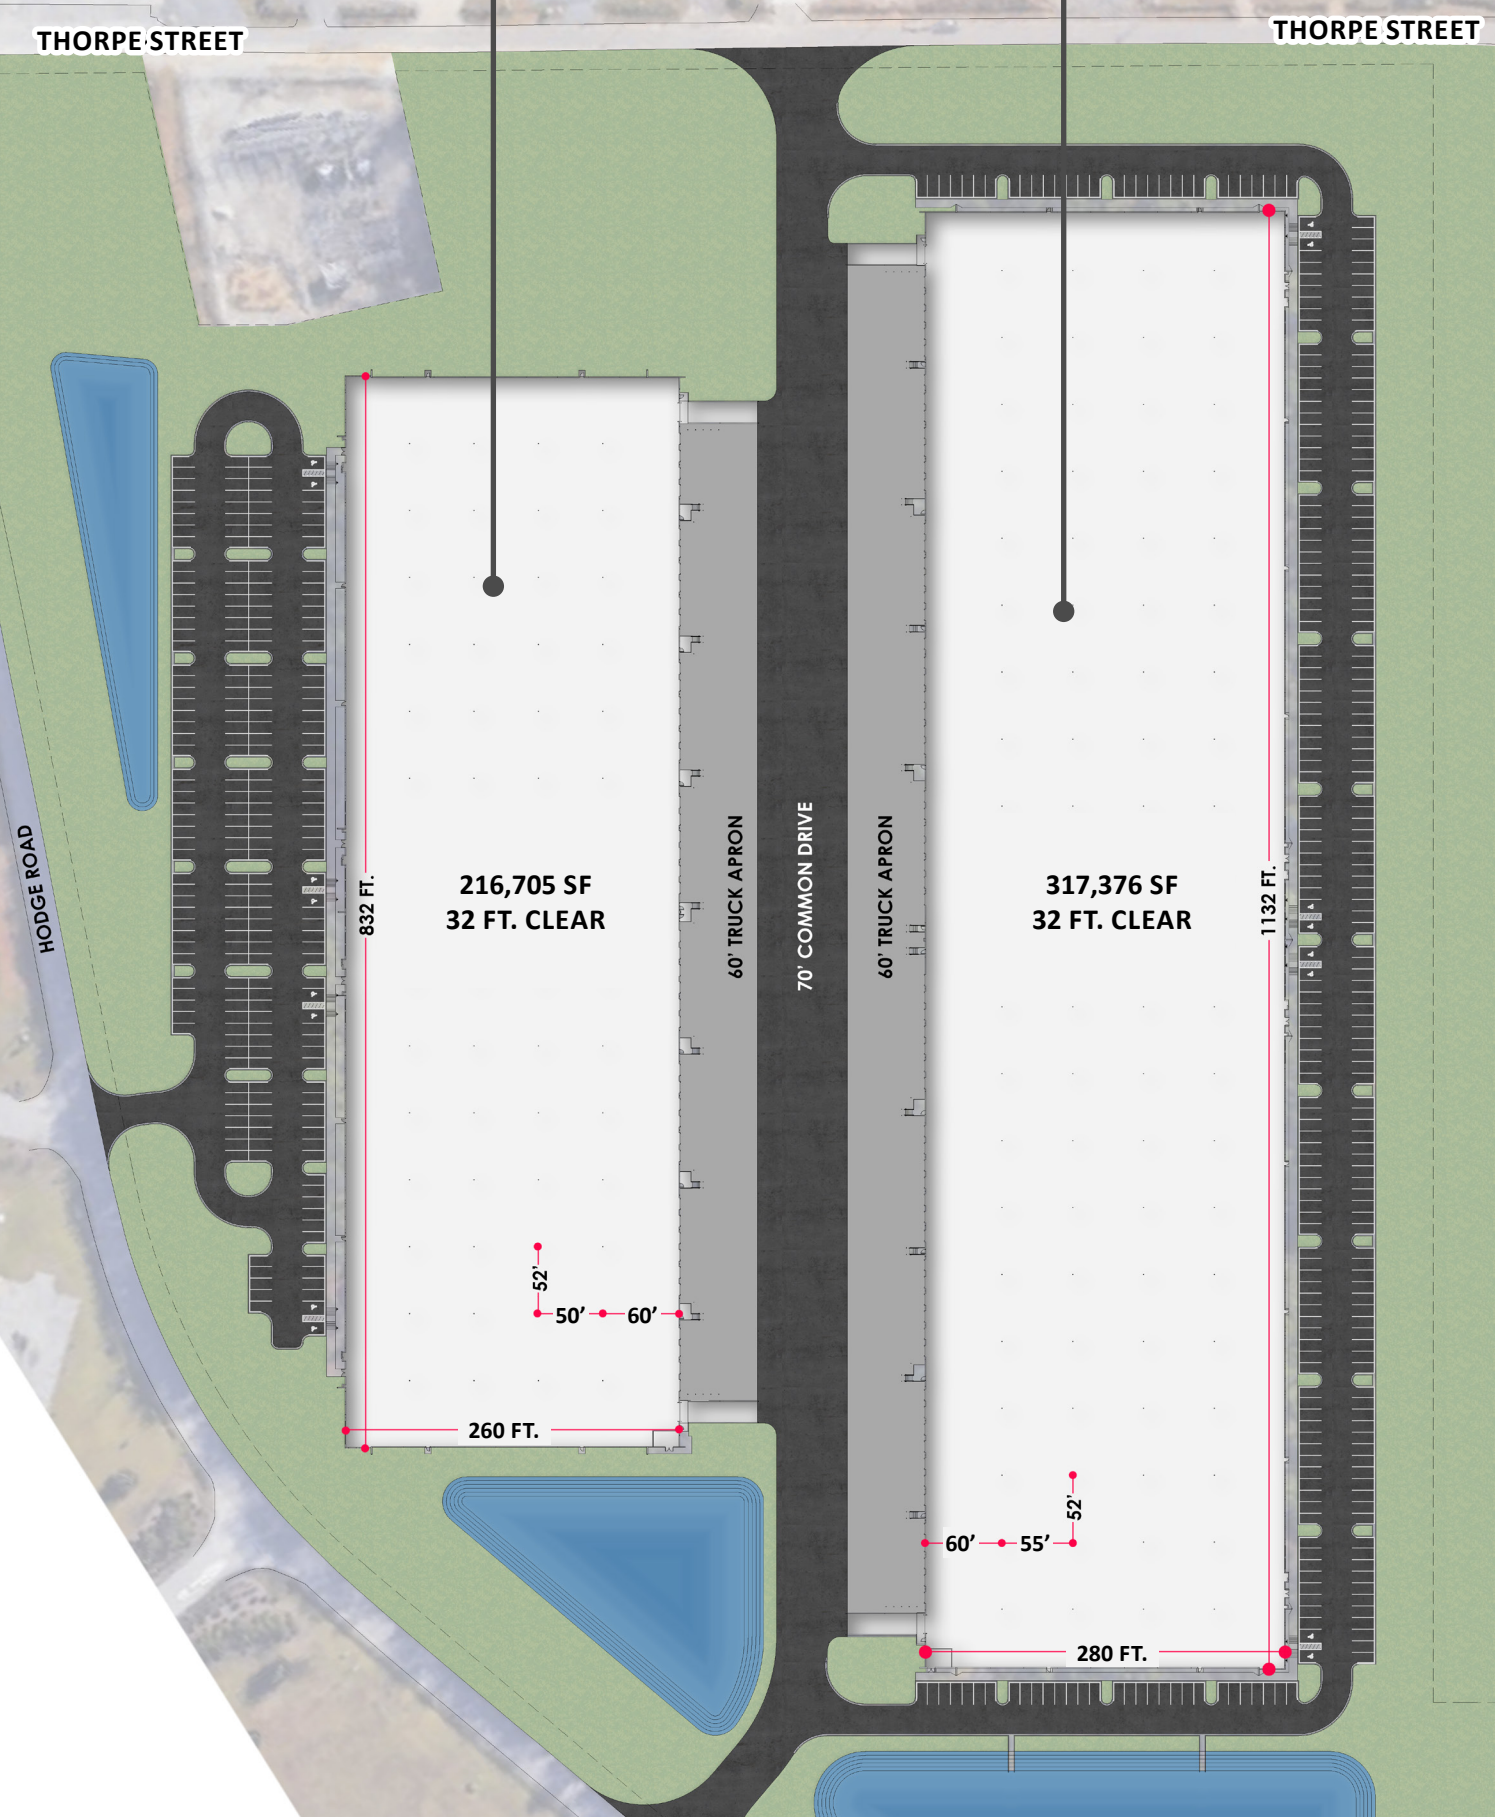 THORPE STREET
THORPE STREET
HODGE ROAD
832 FT.
216,705 SF
32 FT. CLEAR
60’ TRUCK APRON
70’ COMMON DRIVE
60’ TRUCK APRON
317,376 SF
32 FT. CLEAR
1132 FT.
52’
50’
60’
260 FT.
52’
60’
55’
280 FT.